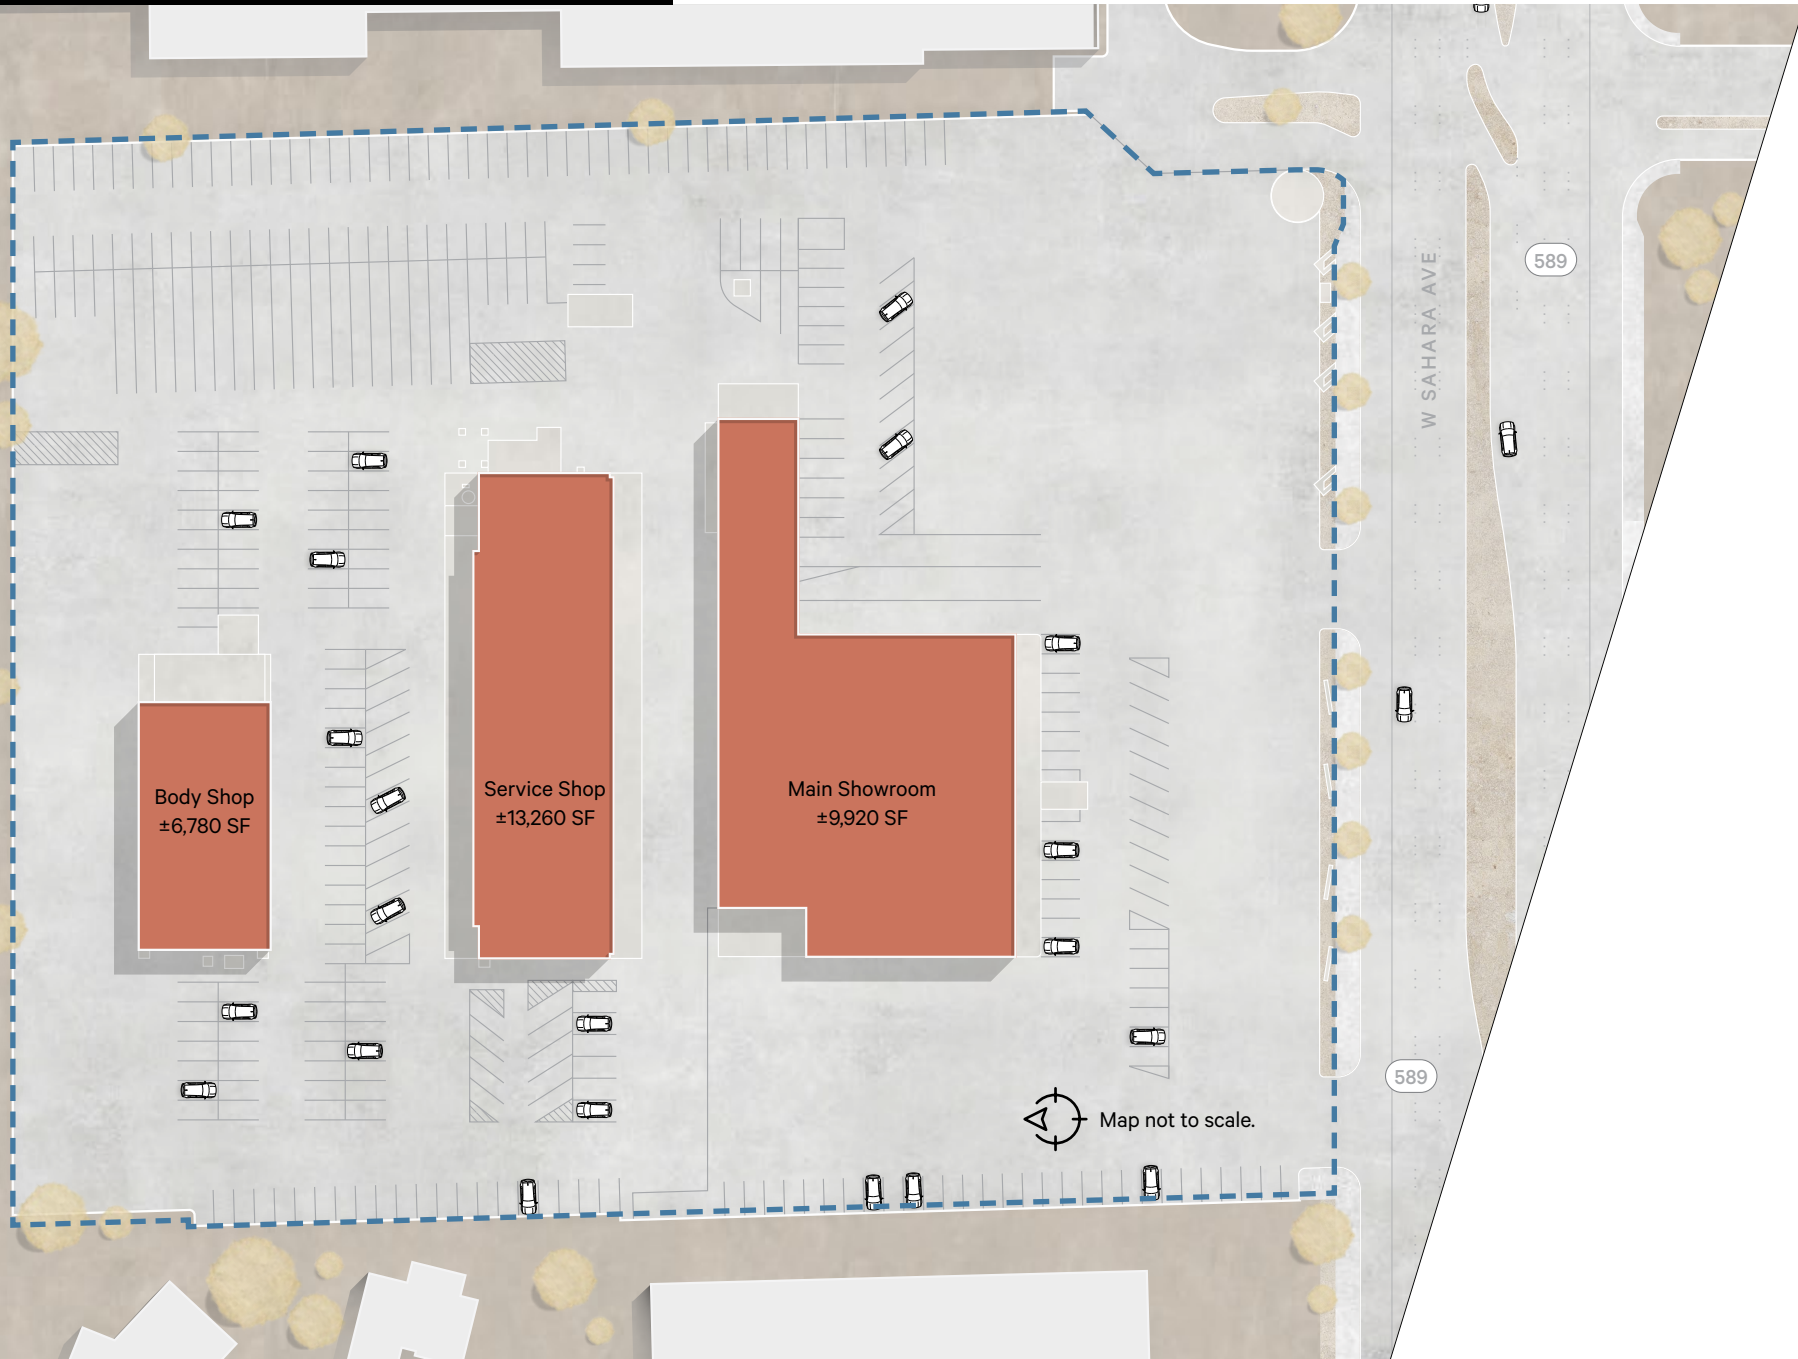 589
W SAHARA AVE
Body Shop
±6,780 SF
Service Shop
±13,260 SF
Main Showroom
±9,920 SF
589
Map not to scale.